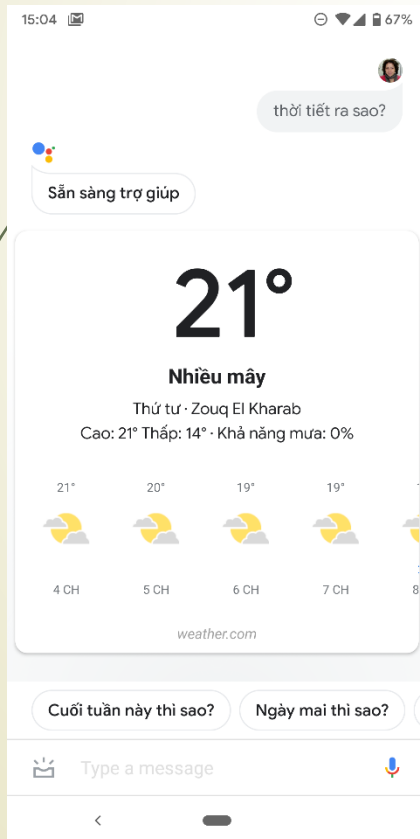 15:04
67%
thời tiết ra sao?
Sẵn sàng trợ giúp
21°
Nhiều mây
Thứ tư · Zouq El Kharab
Cao: 21° Thấp: 14° · Khả năng mưa: 0%
21° 20° 19° 19°
4 CH 5 CH 6 CH 7 CH 8
weather.com
Cuối tuần này thì sao? Ngày mai thì sao?
Type a message